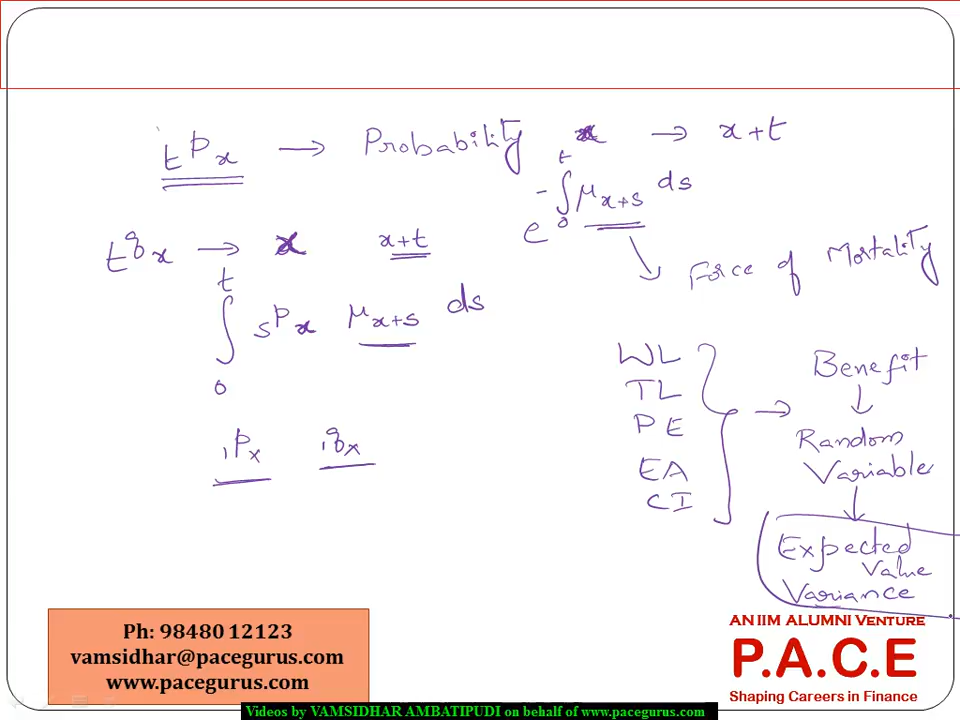 tPx → Probability x → x+t
e^-∫₀ᵗ μx+s ds
tqx → x x+t
Force of Mortality
∫₀ᵗ sPx μx+s ds
WL
TL
PE
EA
CI
→ Benefit
↓
Random
Variable
↓
Expected
Value
Variance
₁Px ₁qx
Ph: 98480 12123
vamsidhar@pacegurus.com
www.pacegurus.com
AN IIM ALUMNI VENTURE
P.A.C.E
Shaping Careers in Finance
Videos by VAMSIDHAR AMBATIPUDI on behalf of www.pacegurus.com